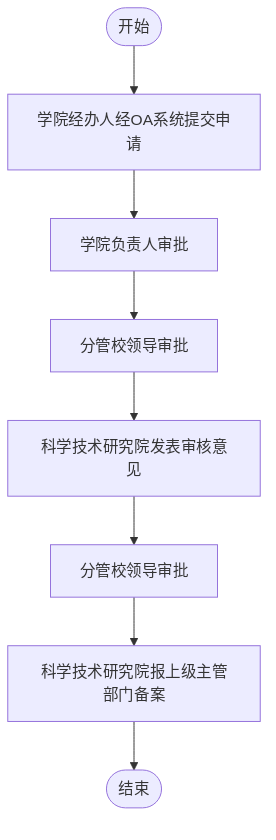 开始
学院经办人经OA系统提交申
请
学院负责人审批
分管校领导审批
科学技术研究院发表审核意
见
分管校领导审批
科学技术研究院报上级主管
部门备案
结束